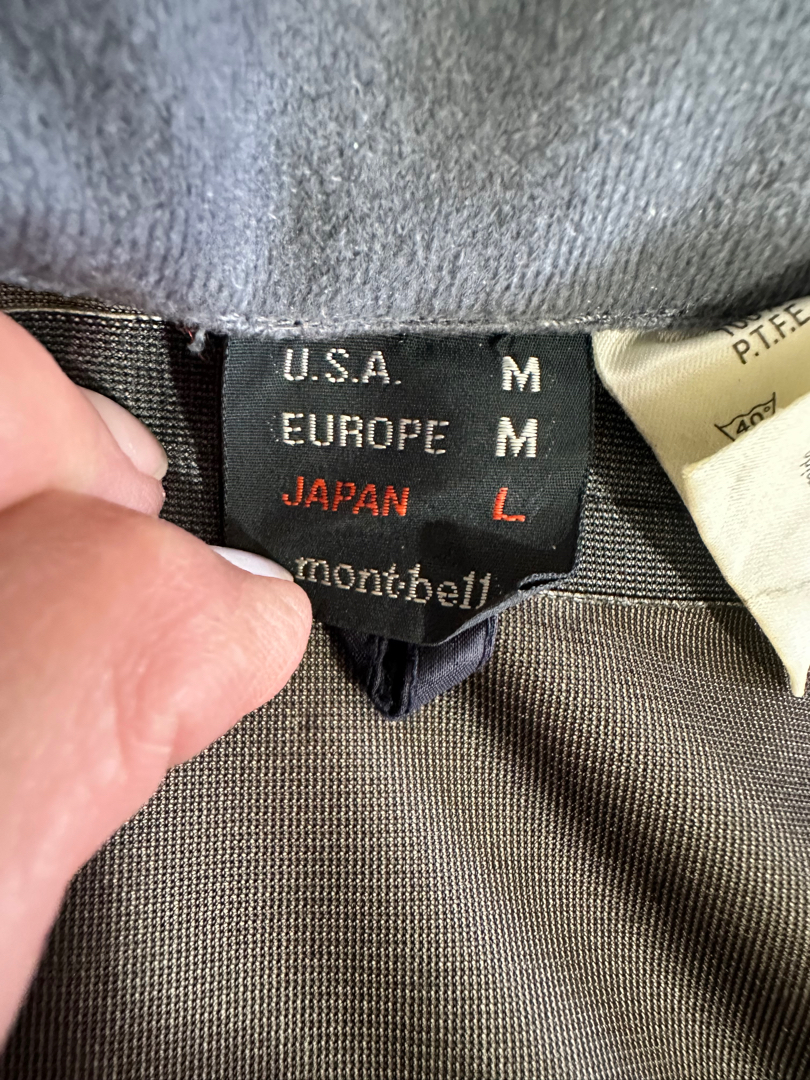 U.S.A. M
EUROPE M
JAPAN L
mont·bell
P.T.F.E
40°